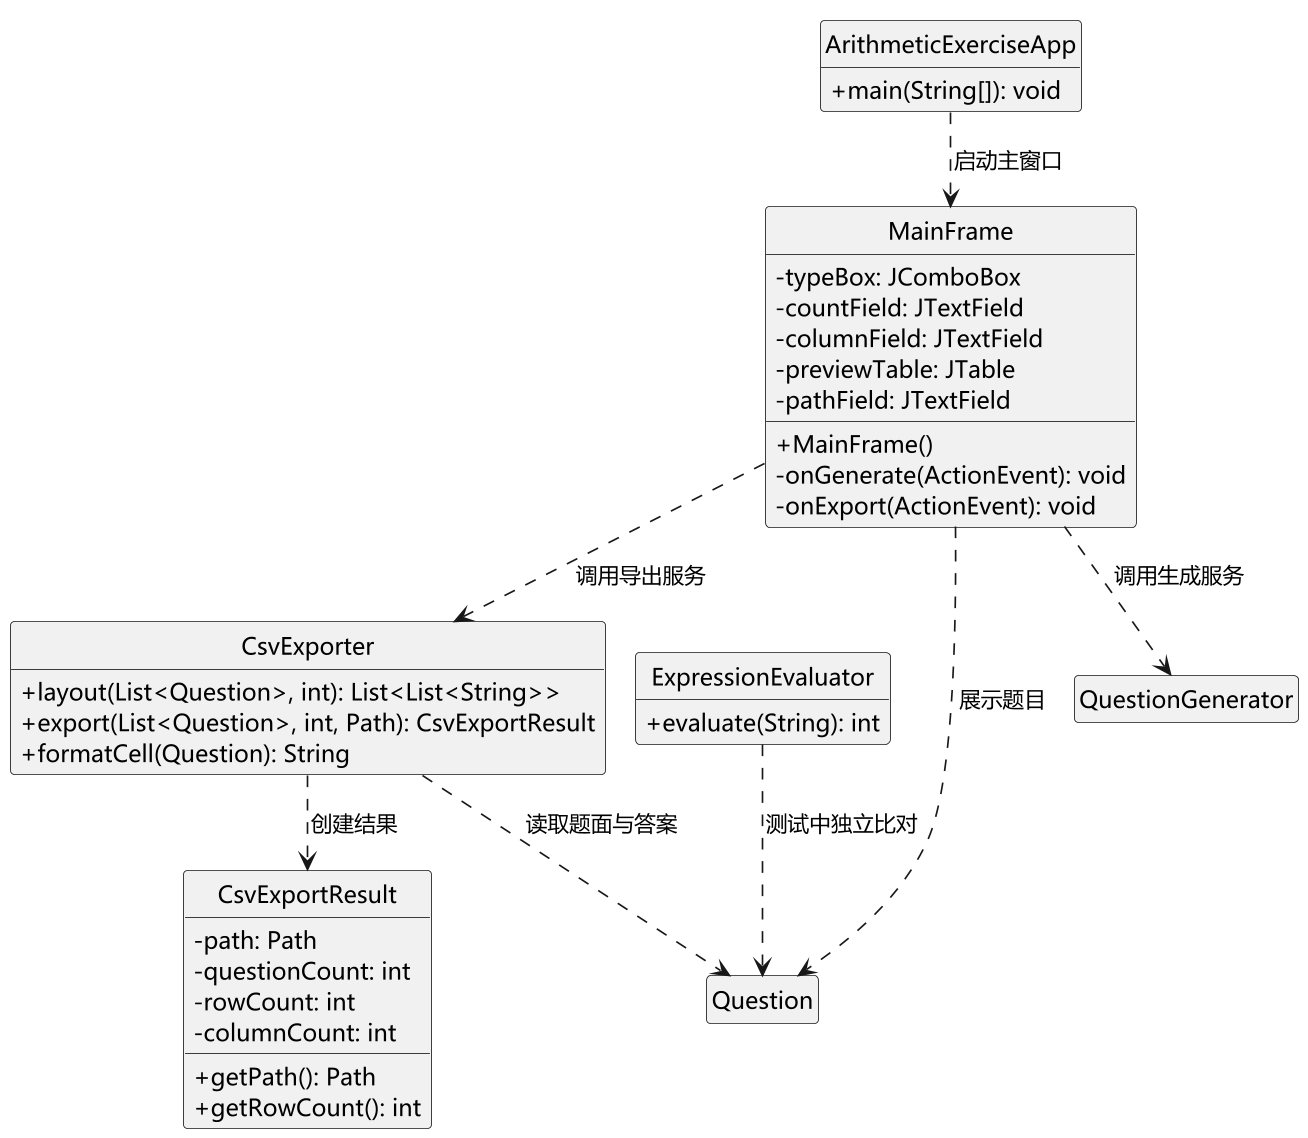 ArithmeticExerciseApp
+main(String[]): void
启动主窗口
MainFrame
-typeBox: JComboBox
-countField: JTextField
-columnField: JTextField
-previewTable: JTable
-pathField: JTextField
+MainFrame()
-onGenerate(ActionEvent): void
-onExport(ActionEvent): void
调用导出服务
调用生成服务
CsvExporter
+layout(List<Question>, int): List<List<String>>
+export(List<Question>, int, Path): CsvExportResult
+formatCell(Question): String
ExpressionEvaluator
+evaluate(String): int
展示题目
QuestionGenerator
创建结果
读取题面与答案
测试中独立比对
CsvExportResult
-path: Path
-questionCount: int
-rowCount: int
-columnCount: int
+getPath(): Path
+getRowCount(): int
Question